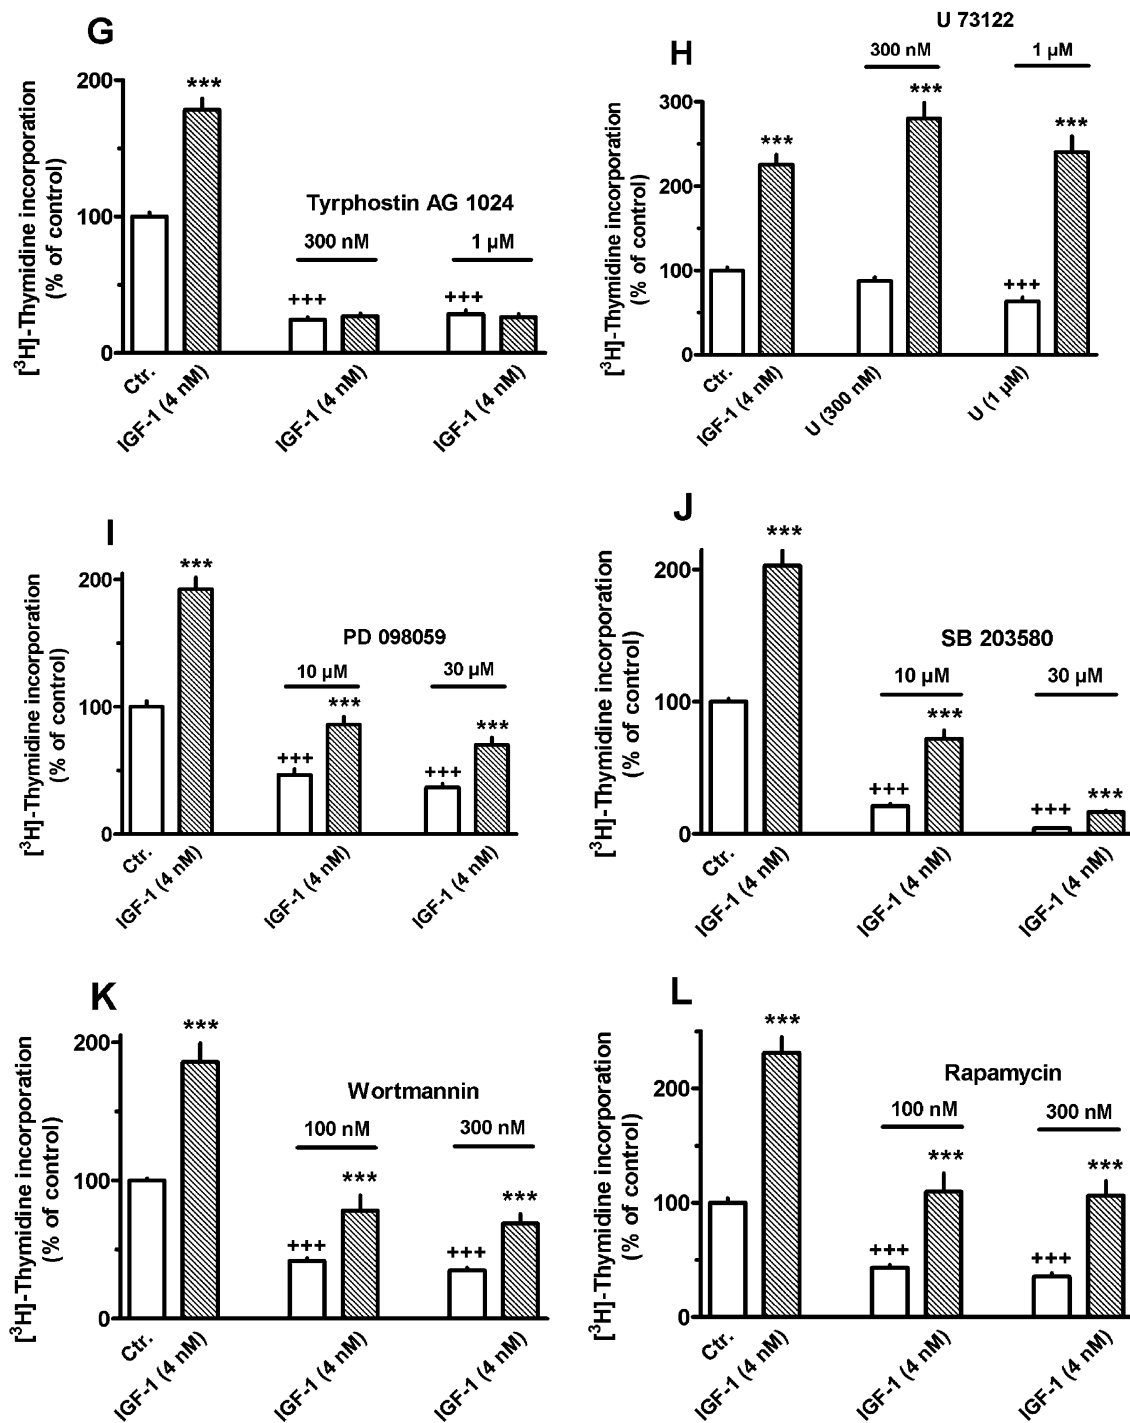 G
[³H]-Thymidine incorporation
(% of control)
200
100
0
***
Tyrphostin AG 1024
300 nM
1 µM
+++
+++
Ctr.
IGF-1 (4 nM)
IGF-1 (4 nM)
IGF-1 (4 nM)
H
U 73122
300 nM
1 µM
[³H]-Thymidine incorporation
(% of control)
300
200
100
0
***
***
***
+++
Ctr.
IGF-1 (4 nM)
U (300 nM)
U (1 µM)
I
[³H]-Thymidine incorporation
(% of control)
200
100
0
***
PD 098059
10 µM
30 µM
***
***
+++
+++
Ctr.
IGF-1 (4 nM)
IGF-1 (4 nM)
IGF-1 (4 nM)
J
[³H]-Thymidine incorporation
(% of control)
200
100
0
***
SB 203580
10 µM
30 µM
***
+++
***
+++
Ctr.
IGF-1 (4 nM)
IGF-1 (4 nM)
IGF-1 (4 nM)
K
[³H]-Thymidine incorporation
(% of control)
200
100
0
***
Wortmannin
100 nM
300 nM
***
***
+++
+++
Ctr.
IGF-1 (4 nM)
IGF-1 (4 nM)
IGF-1 (4 nM)
L
[³H]-Thymidine incorporation
(% of control)
200
100
0
***
Rapamycin
100 nM
300 nM
***
***
+++
+++
Ctr.
IGF-1 (4 nM)
IGF-1 (4 nM)
IGF-1 (4 nM)